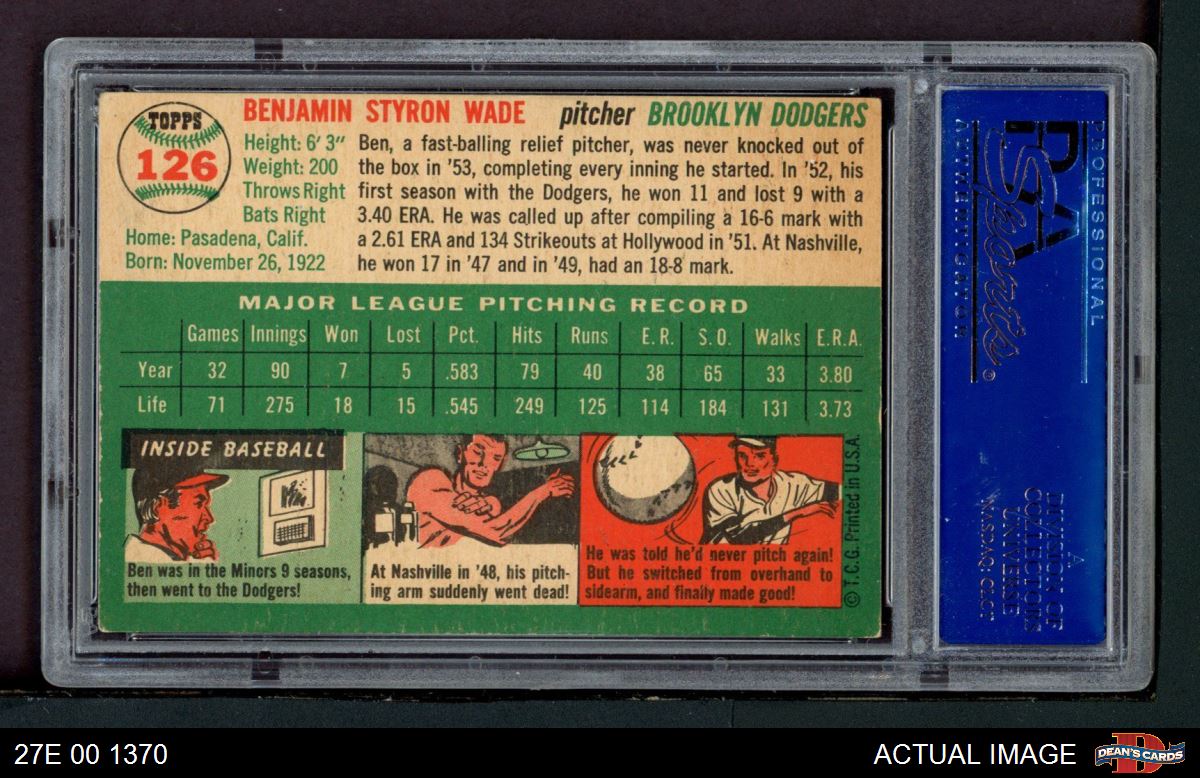 TOPPS
126
BENJAMIN STYRON WADE pitcher BROOKLYN DODGERS
Height: 6' 3"
Weight: 200
Throws Right
Bats Right
Home: Pasadena, Calif.
Born: November 26, 1922
Ben, a fast-balling relief pitcher, was never knocked out of
the box in '53, completing every inning he started. In '52, his
first season with the Dodgers, he won 11 and lost 9 with a
3.40 ERA. He was called up after compiling a 16-6 mark with
a 2.61 ERA and 134 Strikeouts at Hollywood in '51. At Nashville,
he won 17 in '47 and in '49, had an 18-8 mark.
MAJOR LEAGUE PITCHING RECORD
Games Innings Won Lost Pct. Hits Runs E. R. S. O. Walks E.R.A.
Year 32 90 7 5 .583 79 40 38 65 33 3.80
Life 71 275 18 15 .545 249 125 114 184 131 3.73
INSIDE BASEBALL
Ben was in the Minors 9 seasons,
then went to the Dodgers!
At Nashville in '48, his pitch-
ing arm suddenly went dead!
He was told he'd never pitch again!
But he switched from overhand to
sidearm, and finally made good!
© T.C.G. Printed in U.S.A.
PROFESSIONAL
PSA
Sports®
AUTHENTICATOR
A
DIVISION OF
COLLECTORS
UNIVERSE
NASDAQ: CLCT
27E 00 1370
ACTUAL IMAGE
D
DEAN'S CARDS